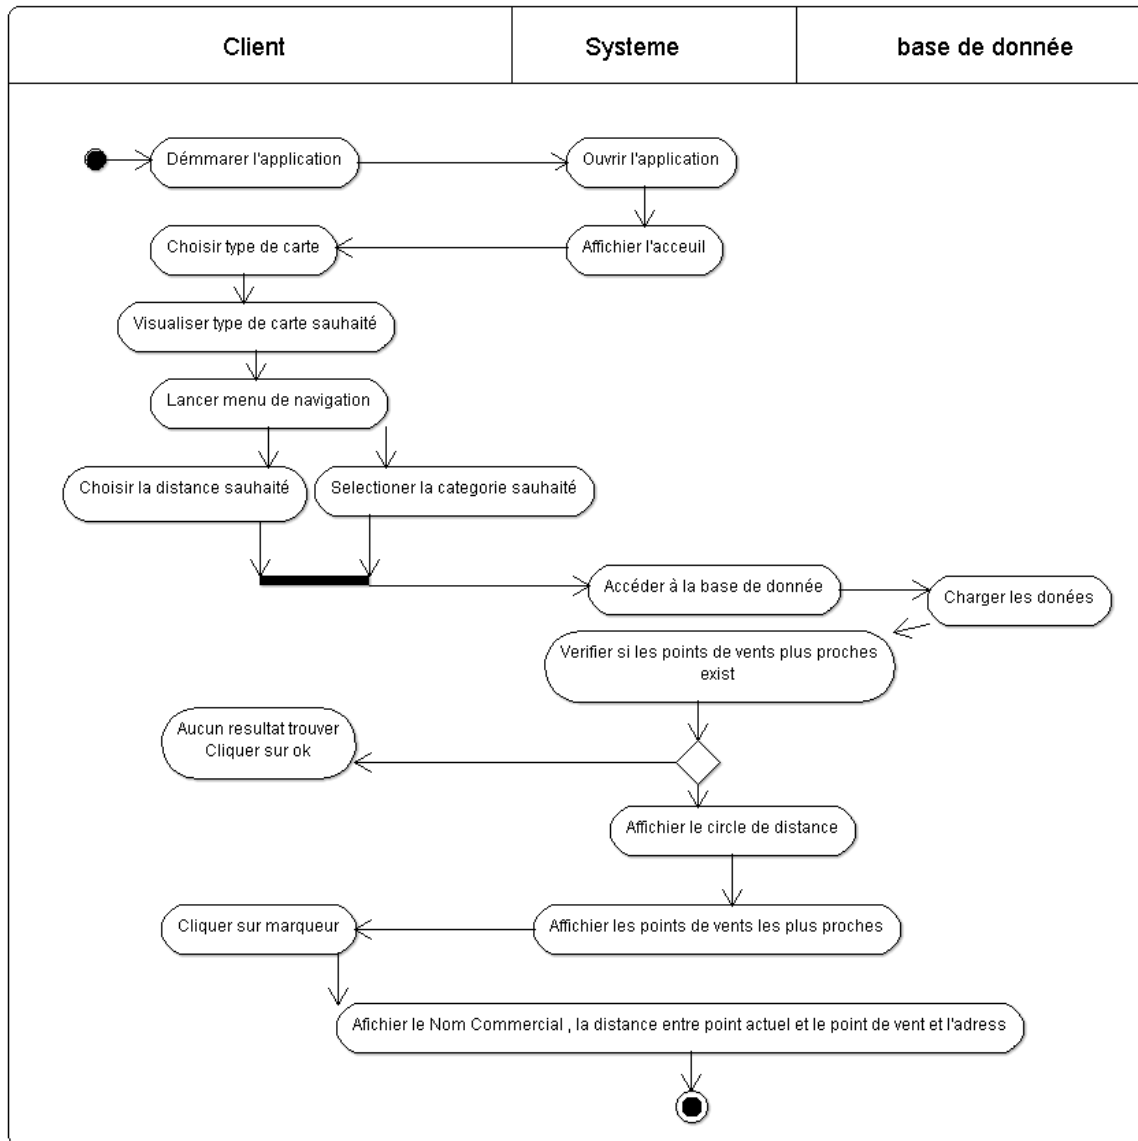 Client
Systeme
base de donnée
Démmarer l'application
Ouvrir l'application
Choisir type de carte
Affichier l'acceuil
Visualiser type de carte sauhaité
Lancer menu de navigation
Choisir la distance sauhaité
Selectioner la categorie sauhaité
Accéder à la base de donnée
Charger les donées
Verifier si les points de vents plus proches
exist
Aucun resultat trouver
Cliquer sur ok
Affichier le circle de distance
Cliquer sur marqueur
Affichier les points de vents les plus proches
Afichier le Nom Commercial , la distance entre point actuel et le point de vent et l'adress